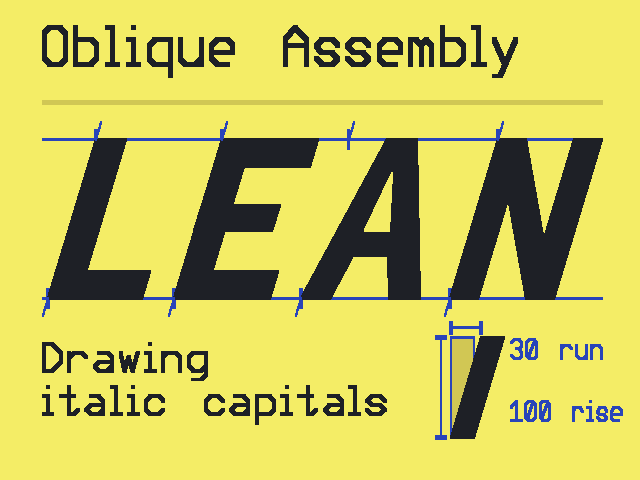 Oblique Assembly
LEAN
Drawing
italic capitals
30 run
100 rise